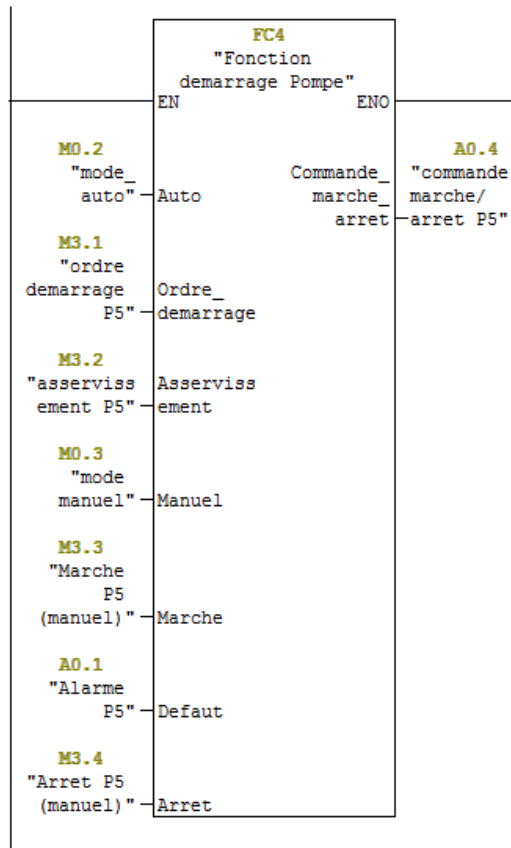 FC4
"Fonction
demarrage Pompe"
EN ENO
M0.2
"mode_
auto"
Auto
Commande_
marche_
arret
A0.4
"commande
marche/
arret P5"
M3.1
"ordre
demarrage
P5"
Ordre_
demarrage
M3.2
"asserviss
ement P5"
Asserviss
ement
M0.3
"mode
manuel"
Manuel
M3.3
"Marche
P5
(manuel)"
Marche
A0.1
"Alarme
P5"
Defaut
M3.4
"Arret P5
(manuel)"
Arret